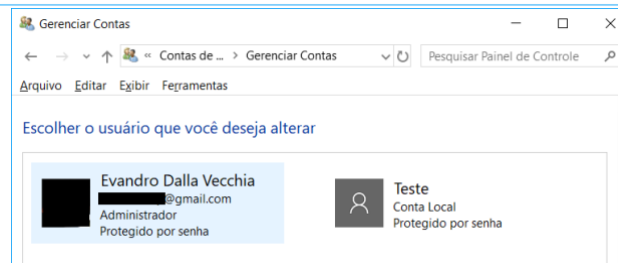 Gerenciar Contas
« Contas de ... > Gerenciar Contas
Pesquisar Painel de Controle
Arquivo Editar Exibir Ferramentas
Escolher o usuário que você deseja alterar
Evandro Dalla Vecchia
@gmail.com
Administrador
Protegido por senha
Teste
Conta Local
Protegido por senha